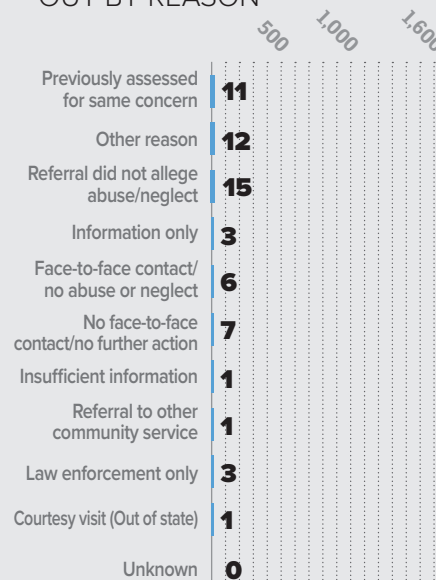 OUT BY REASON
500 1,000 1,600
Previously assessed
for same concern 11
Other reason 12
Referral did not allege
abuse/neglect 15
Information only 3
Face-to-face contact/
no abuse or neglect 6
No face-to-face
contact/no further action 7
Insufficient information 1
Referral to other
community service 1
Law enforcement only 3
Courtesy visit (Out of state) 1
Unknown 0